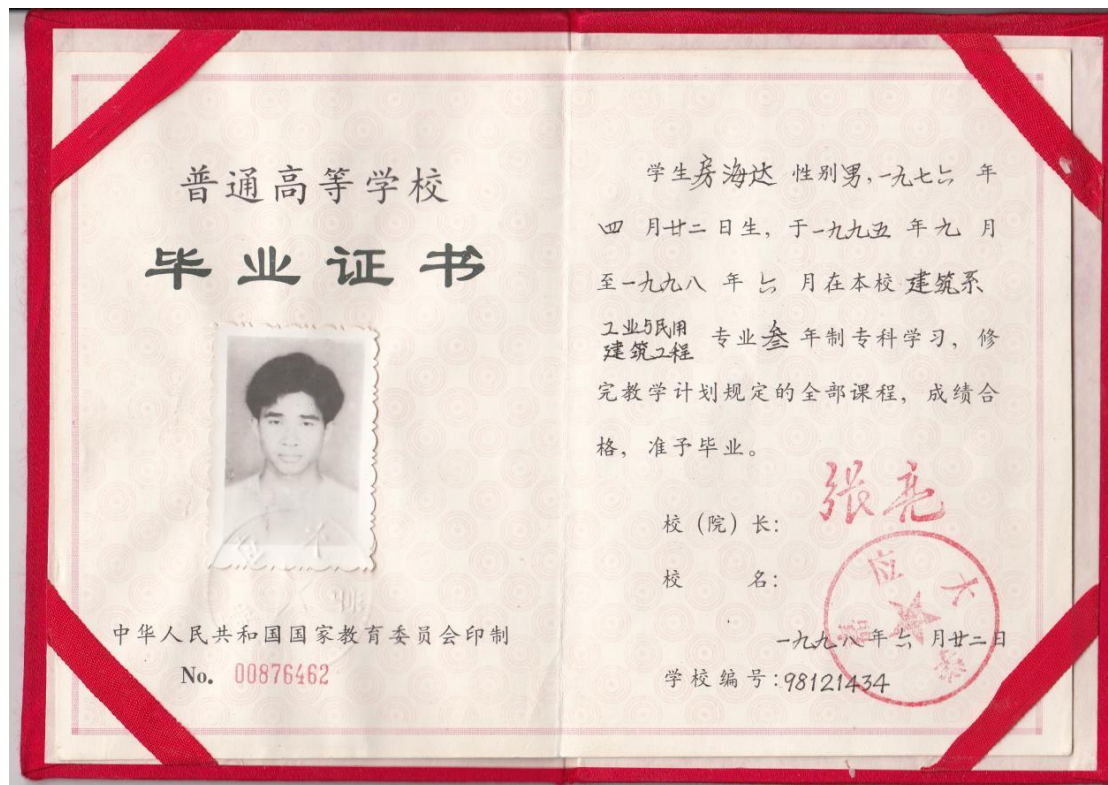 普通高等学校
毕业证书
中华人民共和国国家教育委员会印制
No. 00876462
学生房海达 性别男，一九七六 年
四 月廿二日生，于一九九五 年九 月
至一九九八 年 六 月在本校 建筑系
工业与民用
建筑工程 专业叁 年制专科学习，修
完教学计划规定的全部课程，成绩合
格，准予毕业。
校（院）长： 张亮
校 名：
一九九八年六月廿二日
学校编号：98121434